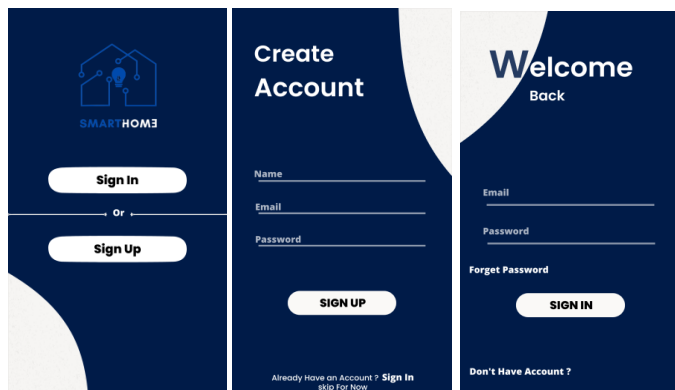 SMARTHOME
Sign In
Or
Sign Up
Create
Account
Name
Email
Password
SIGN UP
Already Have an Account ? Sign In
skip For Now
Welcome
Back
Email
Password
Forget Password
SIGN IN
Don't Have Account ?